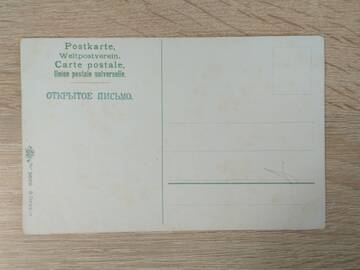 Postkarte,
Weltpostverein.
Carte postale,
Union postale universelle.
ОТКРЫТОЕ ПИСЬМО.